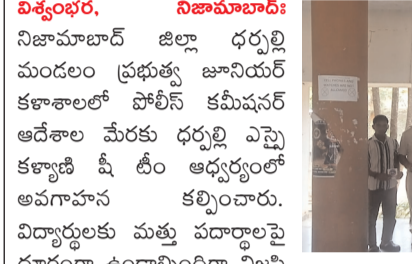 విశ్వంభర, నిజామాబాద్:
నిజామాబాద్ జిల్లా ధర్పల్లి
మండలం ప్రభుత్వ జూనియర్
కళాశాలలో పోలీస్ కమీషనర్
ఆదేశాల మేరకు ధర్పల్లి ఎస్సై
కళ్యాణి షీ టీం ఆధ్వర్యంలో
అవగాహన కల్పించారు.
విద్యార్థులకు మత్తు పదార్థాలపై